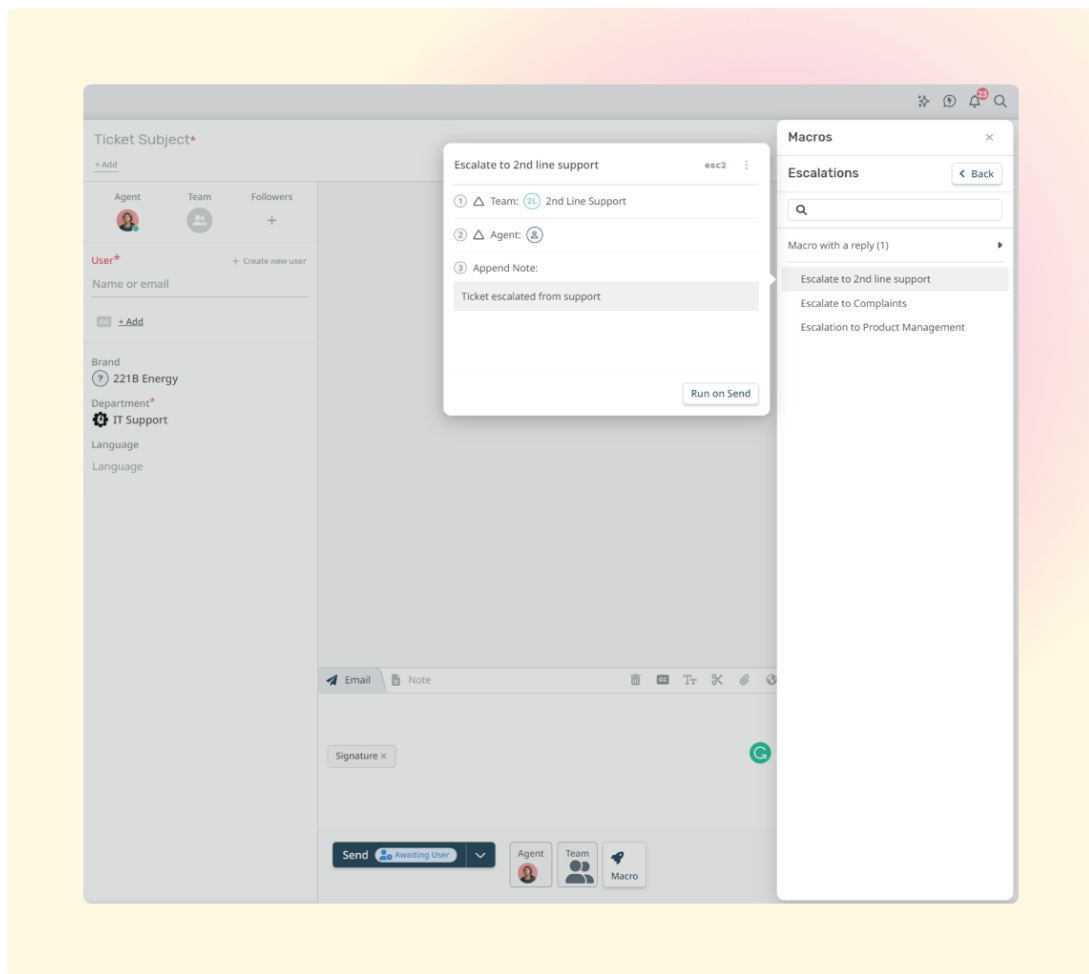 23
Ticket Subject*
+ Add
Agent Team Followers
User* + Create new user
Name or email
CC + Add
Brand
221B Energy
Department*
IT Support
Language
Language
Escalate to 2nd line support esc2
1 Team: 2L 2nd Line Support
2 Agent:
3 Append Note:
Ticket escalated from support
Run on Send
Macros
Escalations Back
Macro with a reply (1)
Escalate to 2nd line support
Escalate to Complaints
Escalation to Product Management
Email Note
Signature ×
Send Awaiting User Agent Team Macro